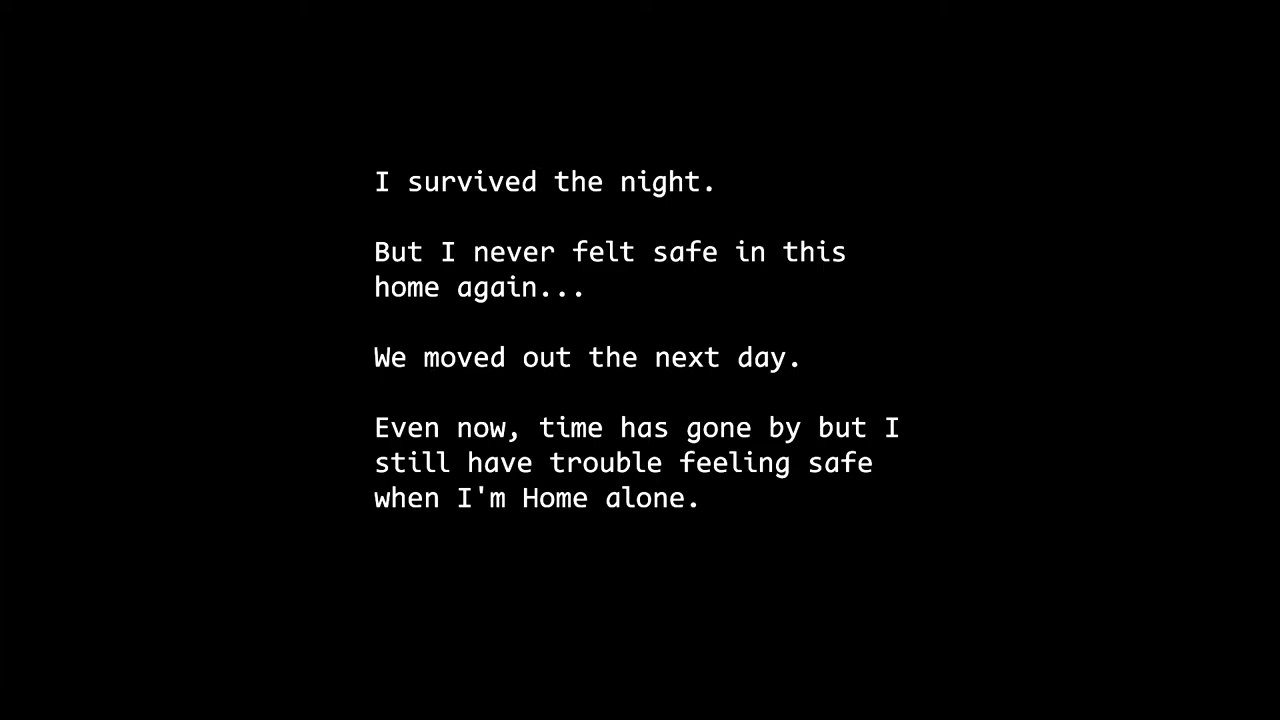 I survived the night.
But I never felt safe in this
home again...
We moved out the next day.
Even now, time has gone by but I
still have trouble feeling safe
when I'm Home alone.